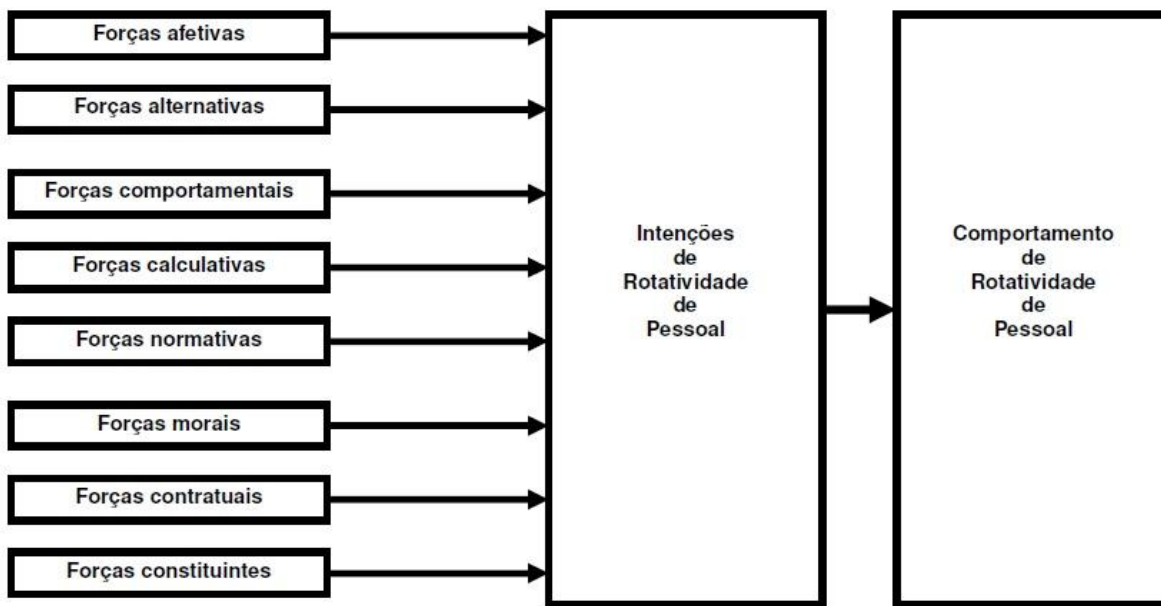 Forças afetivas
Forças alternativas
Forças comportamentais
Forças calculativas
Forças normativas
Forças morais
Forças contratuais
Forças constituintes
Intenções
de
Rotatividade
de
Pessoal
Comportamento
de
Rotatividade
de
Pessoal